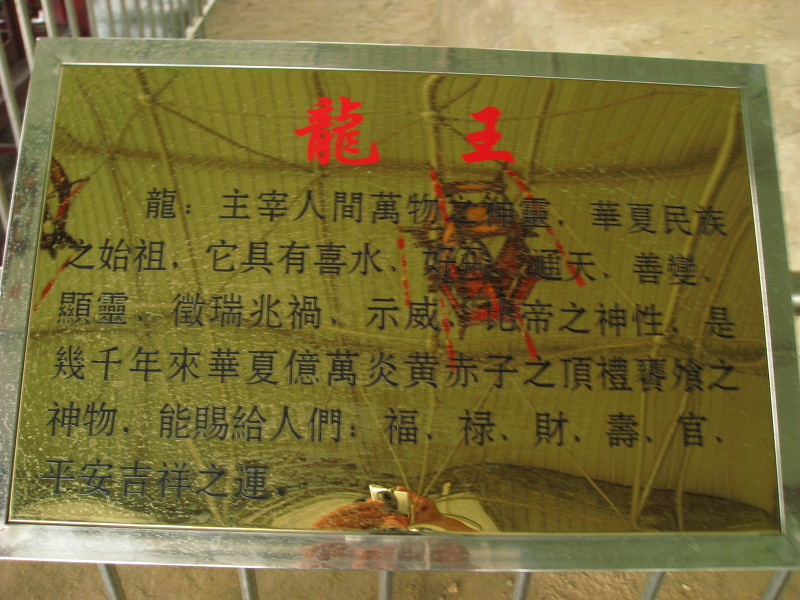 龍 王
龍：主宰人間萬物之神靈．華夏民族
之始祖．它具有喜水、好飛、通天、善變、
顯靈、徵瑞兆禍、示威、比帝之神性．是
幾千年來華夏億萬炎黄赤子之頂禮饗飱之
神物．能賜給人們：福、禄、財、壽、官、
平安吉祥之運．